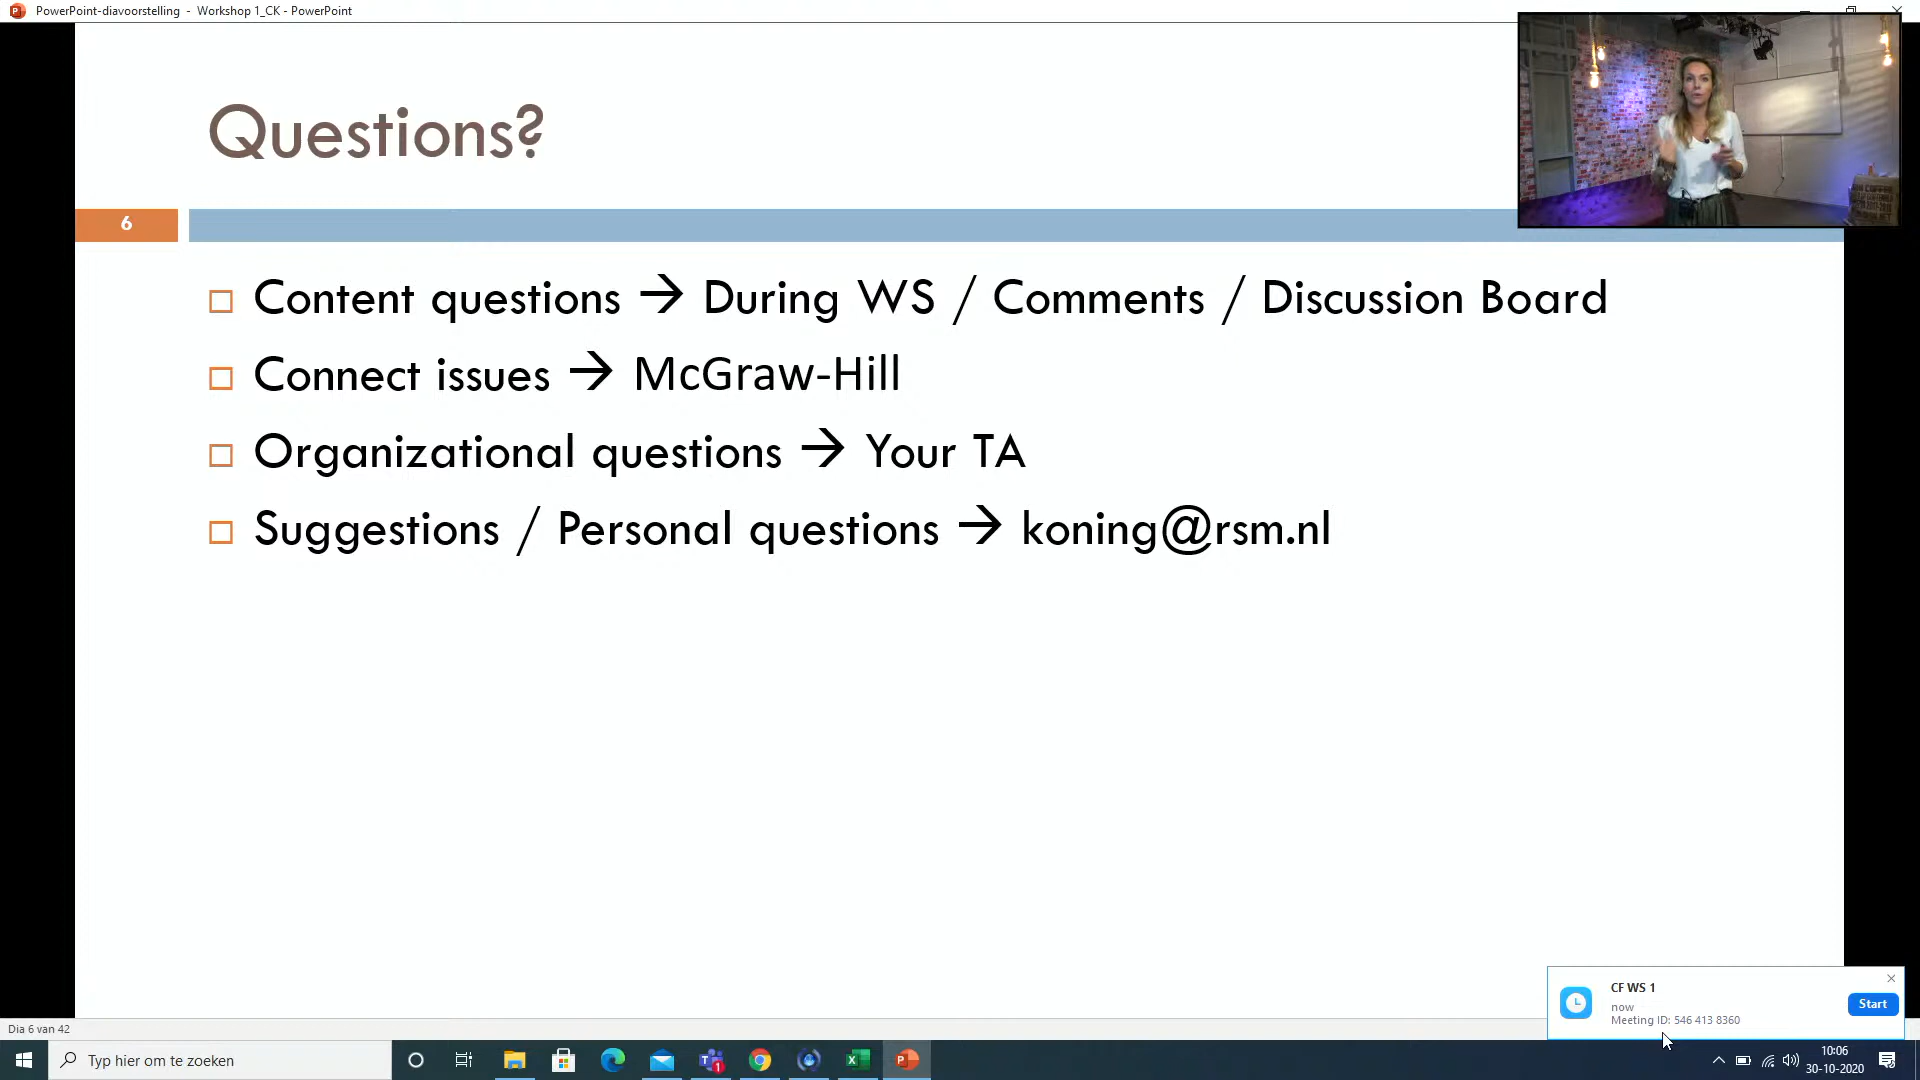 PowerPoint-diavoorstelling - Workshop 1_CK - PowerPoint
Questions?
6
Content questions → During WS / Comments / Discussion Board
Connect issues → McGraw-Hill
Organizational questions → Your TA
Suggestions / Personal questions → koning@rsm.nl
CF WS 1
now
Meeting ID: 546 413 8360
Start
Dia 6 van 42
Typ hier om te zoeken
1
10:06
30-10-2020